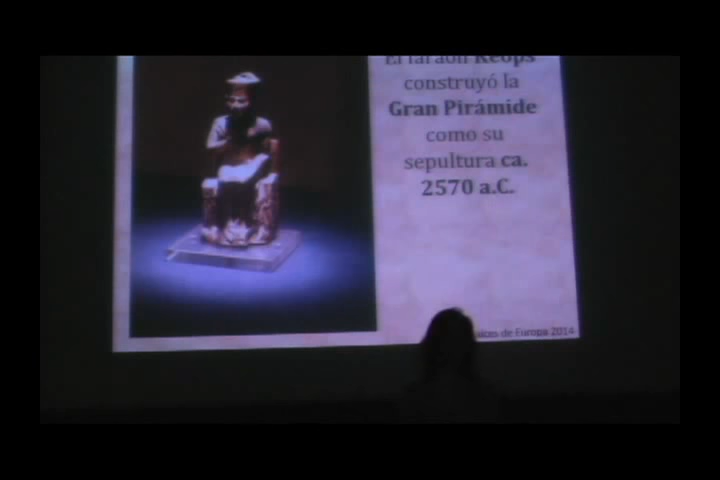 El faraón Keops
construyó la
Gran Pirámide
como su
sepultura ca.
2570 a.C.
de Europa 2014